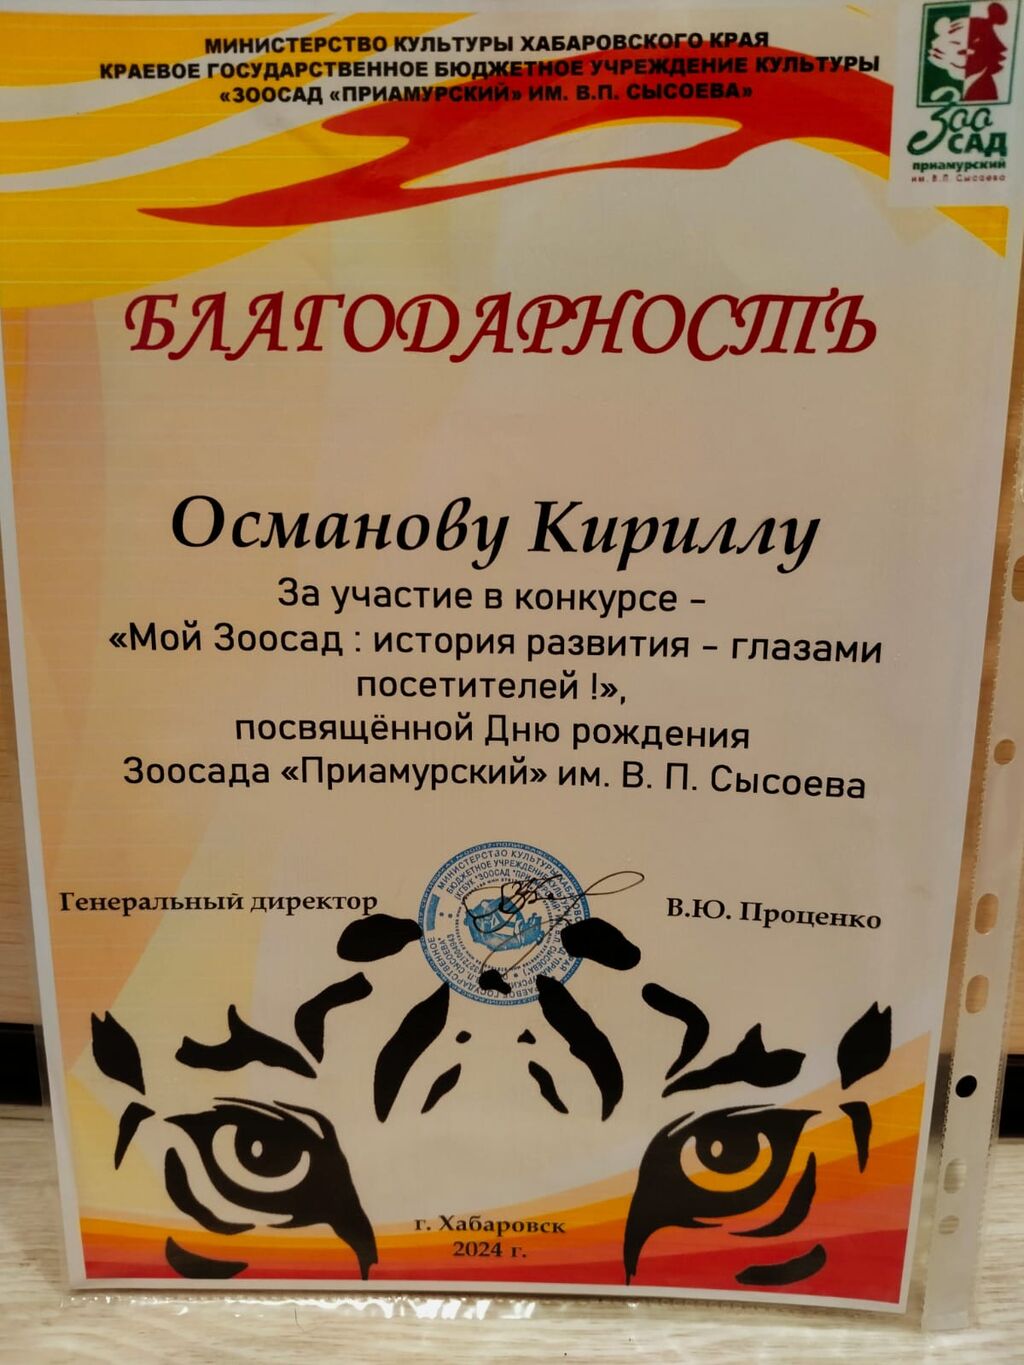 МИНИСТЕРСТВО КУЛЬТУРЫ ХАБАРОВСКОГО КРАЯ
КРАЕВОЕ ГОСУДАРСТВЕННОЕ БЮДЖЕТНОЕ УЧРЕЖДЕНИЕ КУЛЬТУРЫ
«ЗООСАД «ПРИАМУРСКИЙ» ИМ. В.П. СЫСОЕВА»
Зоо
САД
приамурский
им. В.П. Сысоева
БЛАГОДАРНОСТЬ
Османову Кириллу
За участие в конкурсе –
«Мой Зоосад : история развития – глазами
посетителей !»,
посвящённой Дню рождения
Зоосада «Приамурский» им. В. П. Сысоева
Генеральный директор
В.Ю. Проценко
г. Хабаровск
2024 г.